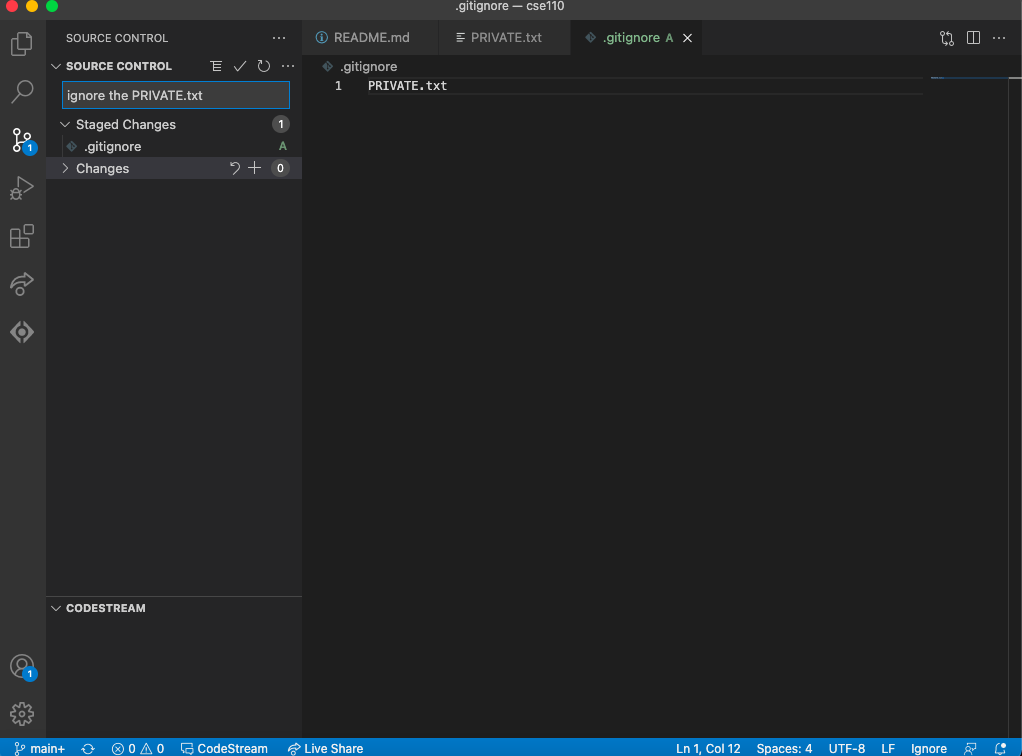 .gitignore — cse110
SOURCE CONTROL
README.md
PRIVATE.txt
.gitignore A
SOURCE CONTROL
.gitignore
1 PRIVATE.txt
ignore the PRIVATE.txt
Staged Changes 1
.gitignore A
1
Changes 0
CODESTREAM
1
main+ 0 0 CodeStream Live Share Ln 1, Col 12 Spaces: 4 UTF-8 LF Ignore